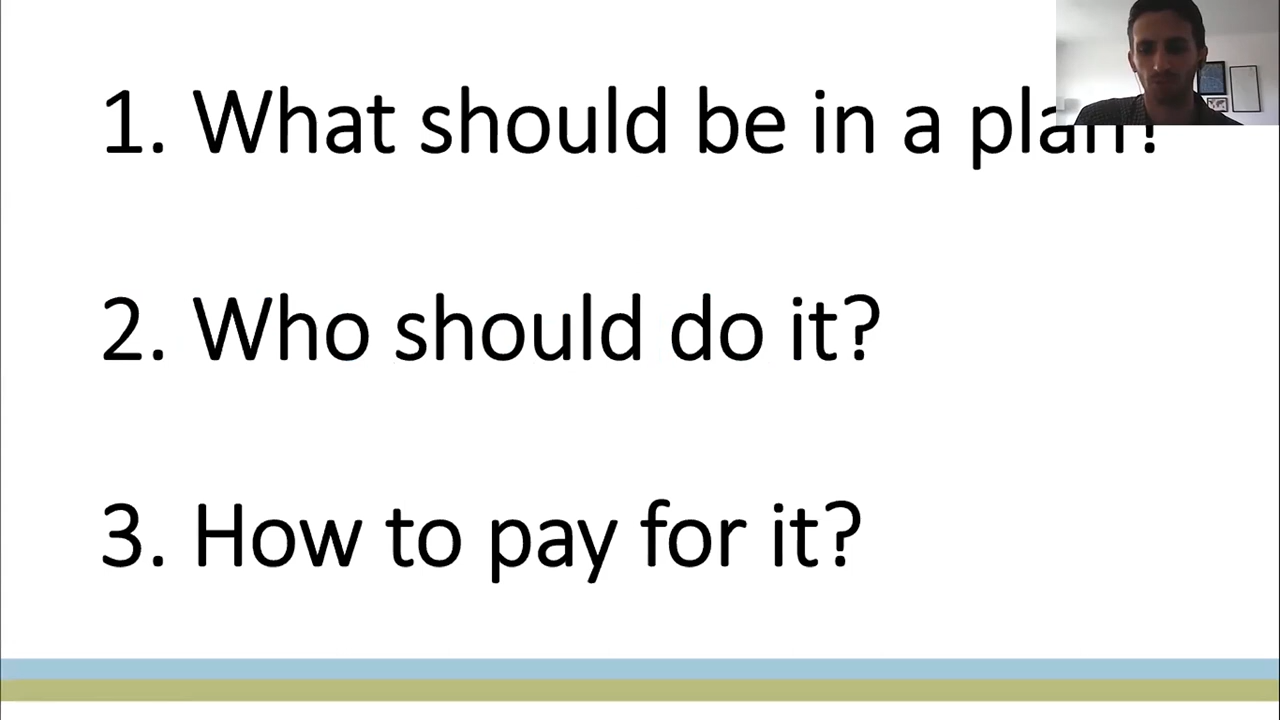 1. What should be in a plan?
2. Who should do it?
3. How to pay for it?